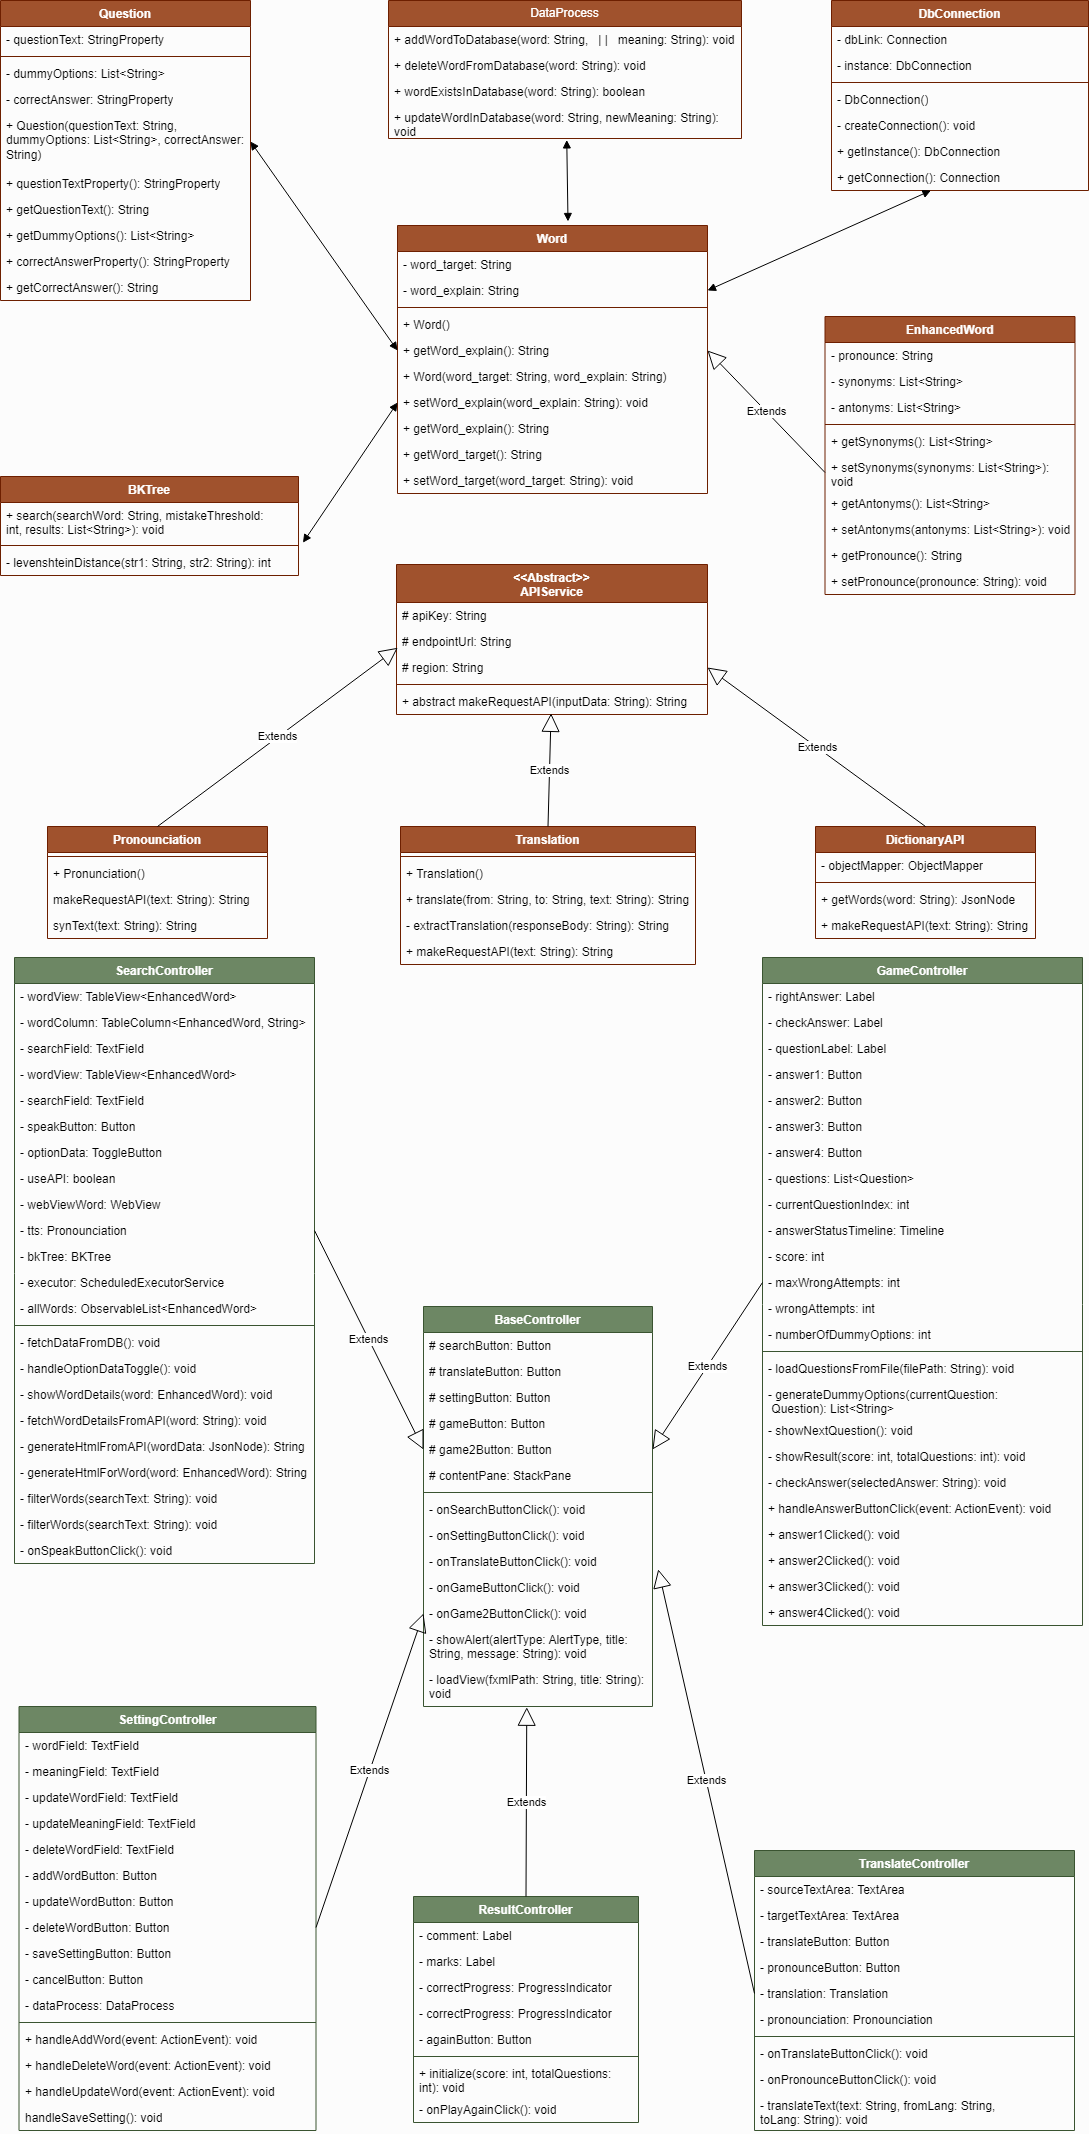 Question
- questionText: StringProperty
- dummyOptions: List<String>
- correctAnswer: StringProperty
+ Question(questionText: String,
dummyOptions: List<String>, correctAnswer:
String)
+ questionTextProperty(): StringProperty
+ getQuestionText(): String
+ getDummyOptions(): List<String>
+ correctAnswerProperty(): StringProperty
+ getCorrectAnswer(): String
DataProcess
+ addWordToDatabase(word: String,   ||   meaning: String): void
+ deleteWordFromDatabase(word: String): void
+ wordExistsInDatabase(word: String): boolean
+ updateWordInDatabase(word: String, newMeaning: String):
void
DbConnection
- dbLink: Connection
- instance: DbConnection
- DbConnection()
- createConnection(): void
+ getInstance(): DbConnection
+ getConnection(): Connection
Word
- word_target: String
- word_explain: String
+ Word()
+ getWord_explain(): String
+ Word(word_target: String, word_explain: String)
+ setWord_explain(word_explain: String): void
+ getWord_explain(): String
+ getWord_target(): String
+ setWord_target(word_target: String): void
Extends
EnhancedWord
- pronounce: String
- synonyms: List<String>
- antonyms: List<String>
+ getSynonyms(): List<String>
+ setSynonyms(synonyms: List<String>):
void
+ getAntonyms(): List<String>
+ setAntonyms(antonyms: List<String>): void
+ getPronounce(): String
+ setPronounce(pronounce: String): void
BKTree
+ search(searchWord: String, mistakeThreshold:
int, results: List<String>): void
- levenshteinDistance(str1: String, str2: String): int
<<Abstract>>
APIService
# apiKey: String
# endpointUrl: String
# region: String
+ abstract makeRequestAPI(inputData: String): String
Extends
Extends
Extends
Pronounciation
+ Pronunciation()
makeRequestAPI(text: String): String
synText(text: String): String
Translation
+ Translation()
+ translate(from: String, to: String, text: String): String
- extractTranslation(responseBody: String): String
+ makeRequestAPI(text: String): String
DictionaryAPI
- objectMapper: ObjectMapper
+ getWords(word: String): JsonNode
+ makeRequestAPI(text: String): String
SearchController
- wordView: TableView<EnhancedWord>
- wordColumn: TableColumn<EnhancedWord, String>
- searchField: TextField
- wordView: TableView<EnhancedWord>
- searchField: TextField
- speakButton: Button
- optionData: ToggleButton
- useAPI: boolean
- webViewWord: WebView
- tts: Pronounciation
- bkTree: BKTree
- executor: ScheduledExecutorService
- allWords: ObservableList<EnhancedWord>
- fetchDataFromDB(): void
- handleOptionDataToggle(): void
- showWordDetails(word: EnhancedWord): void
- fetchWordDetailsFromAPI(word: String): void
- generateHtmlFromAPI(wordData: JsonNode): String
- generateHtmlForWord(word: EnhancedWord): String
- filterWords(searchText: String): void
- filterWords(searchText: String): void
- onSpeakButtonClick(): void
GameController
- rightAnswer: Label
- checkAnswer: Label
- questionLabel: Label
- answer1: Button
- answer2: Button
- answer3: Button
- answer4: Button
- questions: List<Question>
- currentQuestionIndex: int
- answerStatusTimeline: Timeline
- score: int
- maxWrongAttempts: int
- wrongAttempts: int
- numberOfDummyOptions: int
- loadQuestionsFromFile(filePath: String): void
- generateDummyOptions(currentQuestion:
Question): List<String>
- showNextQuestion(): void
- showResult(score: int, totalQuestions: int): void
- checkAnswer(selectedAnswer: String): void
+ handleAnswerButtonClick(event: ActionEvent): void
+ answer1Clicked(): void
+ answer2Clicked(): void
+ answer3Clicked(): void
+ answer4Clicked(): void
Extends
Extends
BaseController
# searchButton: Button
# translateButton: Button
# settingButton: Button
# gameButton: Button
# game2Button: Button
# contentPane: StackPane
- onSearchButtonClick(): void
- onSettingButtonClick(): void
- onTranslateButtonClick(): void
- onGameButtonClick(): void
- onGame2ButtonClick(): void
- showAlert(alertType: AlertType, title:
String, message: String): void
- loadView(fxmlPath: String, title: String):
void
Extends
Extends
Extends
SettingController
- wordField: TextField
- meaningField: TextField
- updateWordField: TextField
- updateMeaningField: TextField
- deleteWordField: TextField
- addWordButton: Button
- updateWordButton: Button
- deleteWordButton: Button
- saveSettingButton: Button
- cancelButton: Button
- dataProcess: DataProcess
+ handleAddWord(event: ActionEvent): void
+ handleDeleteWord(event: ActionEvent): void
+ handleUpdateWord(event: ActionEvent): void
handleSaveSetting(): void
ResultController
- comment: Label
- marks: Label
- correctProgress: ProgressIndicator
- correctProgress: ProgressIndicator
- againButton: Button
+ initialize(score: int, totalQuestions:
int): void
- onPlayAgainClick(): void
TranslateController
- sourceTextArea: TextArea
- targetTextArea: TextArea
- translateButton: Button
- pronounceButton: Button
- translation: Translation
- pronounciation: Pronounciation
- onTranslateButtonClick(): void
- onPronounceButtonClick(): void
- translateText(text: String, fromLang: String,
toLang: String): void